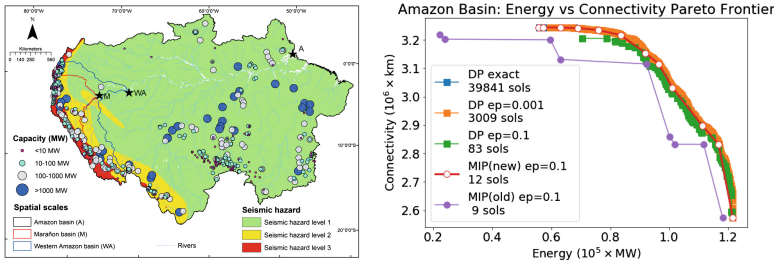 80°0'0"W
70°0'0"W
60°0'0"W
50°0'0"W
N
Kilometers
0 140 280 560
A
0°0'0"S
WA
M
10°0'0"S
20°0'0"S
Capacity (MW)
<10 MW
10-100 MW
100-1000 MW
>1000 MW
Spatial scales
Amazon basin (A)
Marañon basin (M)
Western Amazon basin (WA)
Rivers
Seismic hazard
Seismic hazard level 1
Seismic hazard level 2
Seismic hazard level 3
Amazon Basin: Energy vs Connectivity Pareto Frontier
Connectivity (10⁶ × km)
3.2
3.1
3.0
2.9
2.8
2.7
2.6
DP exact
39841 sols
DP ep=0.001
3009 sols
DP ep=0.1
83 sols
MIP(new) ep=0.1
12 sols
MIP(old) ep=0.1
9 sols
0.2 0.4 0.6 0.8 1.0 1.2
Energy (10⁵ × MW)